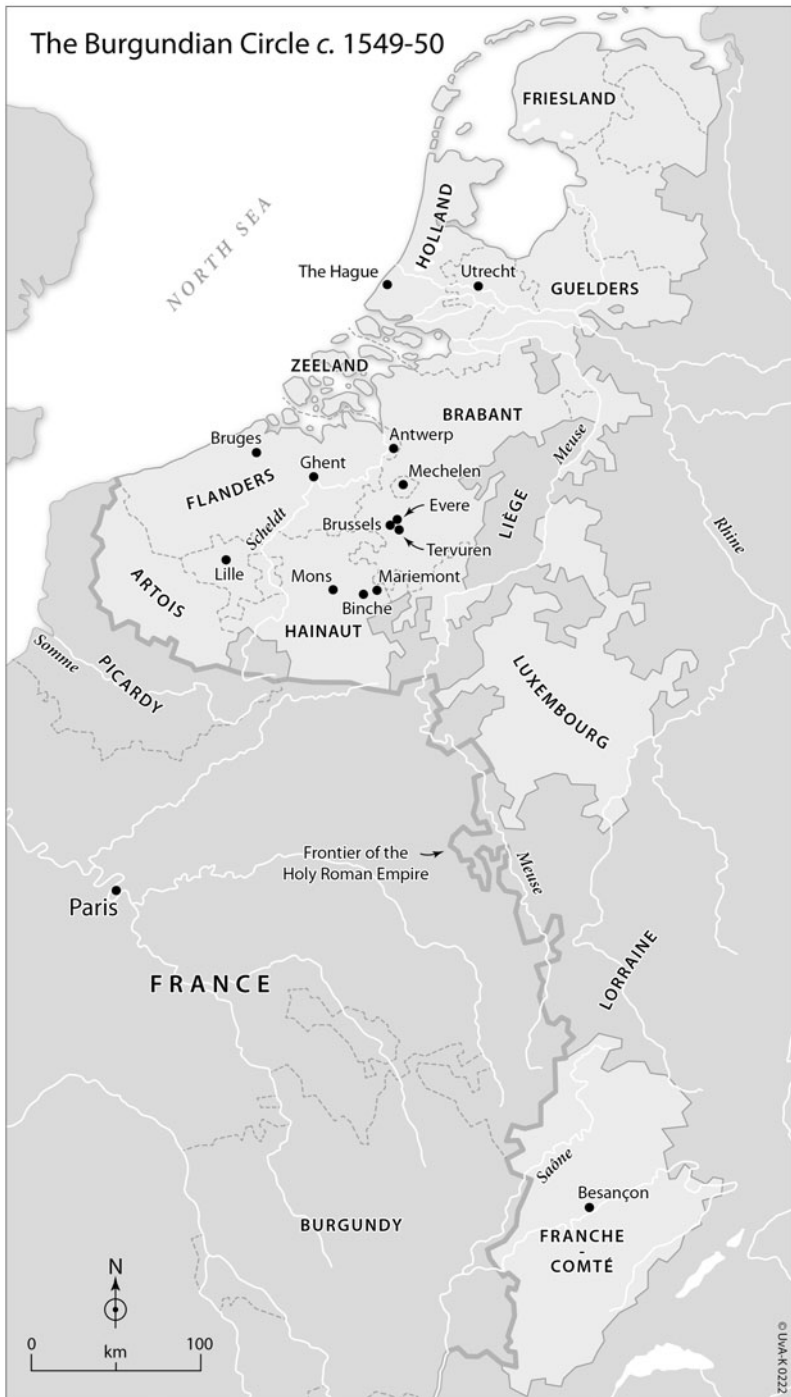 The Burgundian Circle c. 1549-50
FRIESLAND
HOLLAND
NORTH SEA
The Hague
Utrecht
GUELDERS
ZEELAND
BRABANT
Bruges
Antwerp
Meuse
Ghent
Mechelen
FLANDERS
Evere
Scheldt
Brussels
LIÈGE
Rhine
Tervuren
Lille
Mons
Mariemont
ARTOIS
Binche
HAINAUT
Somme
PICARDY
LUXEMBOURG
Frontier of the
Holy Roman Empire
Meuse
Paris
FRANCE
LORRAINE
Saône
Besançon
BURGUNDY
FRANCHE
-
COMTÉ
N
0 100
km
© UvA-K 0222